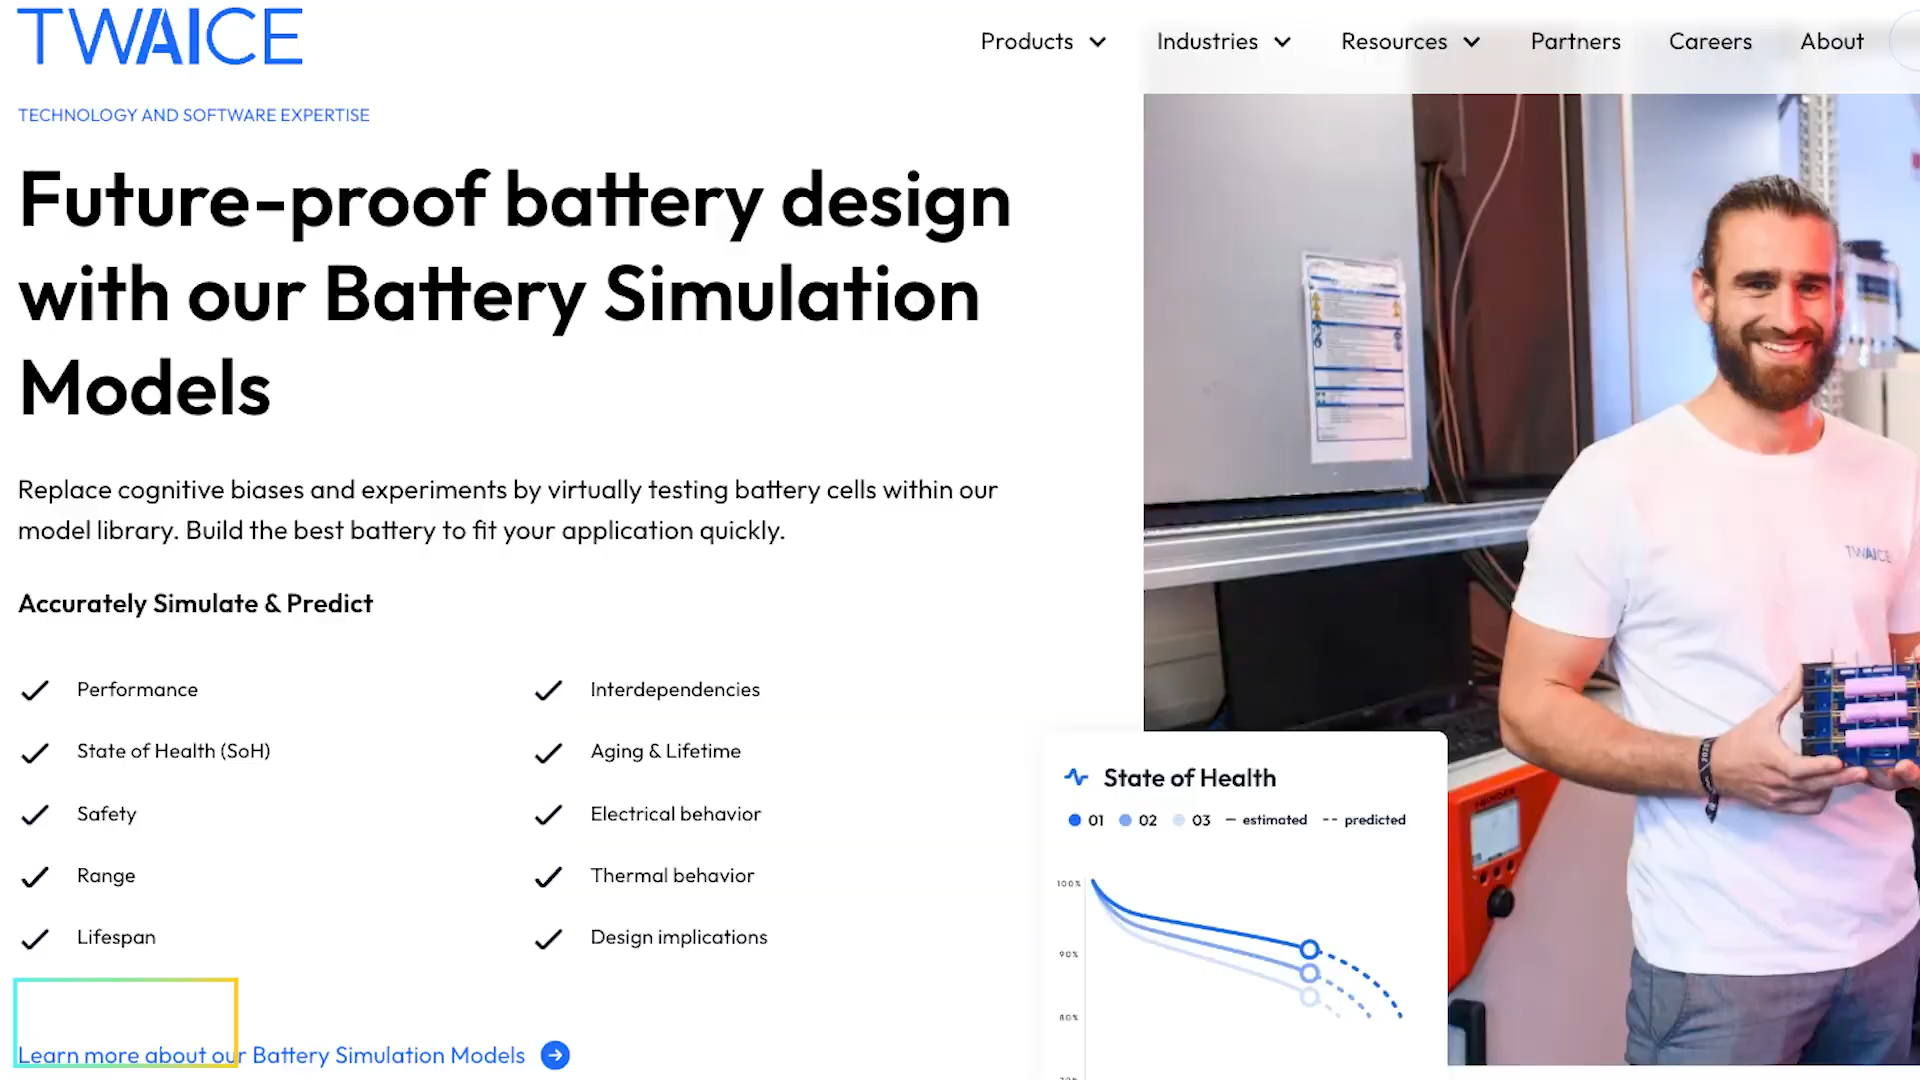 TWAICE
Products
Industries
Resources
Partners
Careers
About
TECHNOLOGY AND SOFTWARE EXPERTISE
Future-proof battery design
with our Battery Simulation
Models
Replace cognitive biases and experiments by virtually testing battery cells within our
model library. Build the best battery to fit your application quickly.
Accurately Simulate & Predict
Performance
State of Health (SoH)
Safety
Range
Lifespan
Interdependencies
Aging & Lifetime
Electrical behavior
Thermal behavior
Design implications
Learn more about our Battery Simulation Models
State of Health
01 02 03 estimated predicted
100%
90%
80%
TWAICE